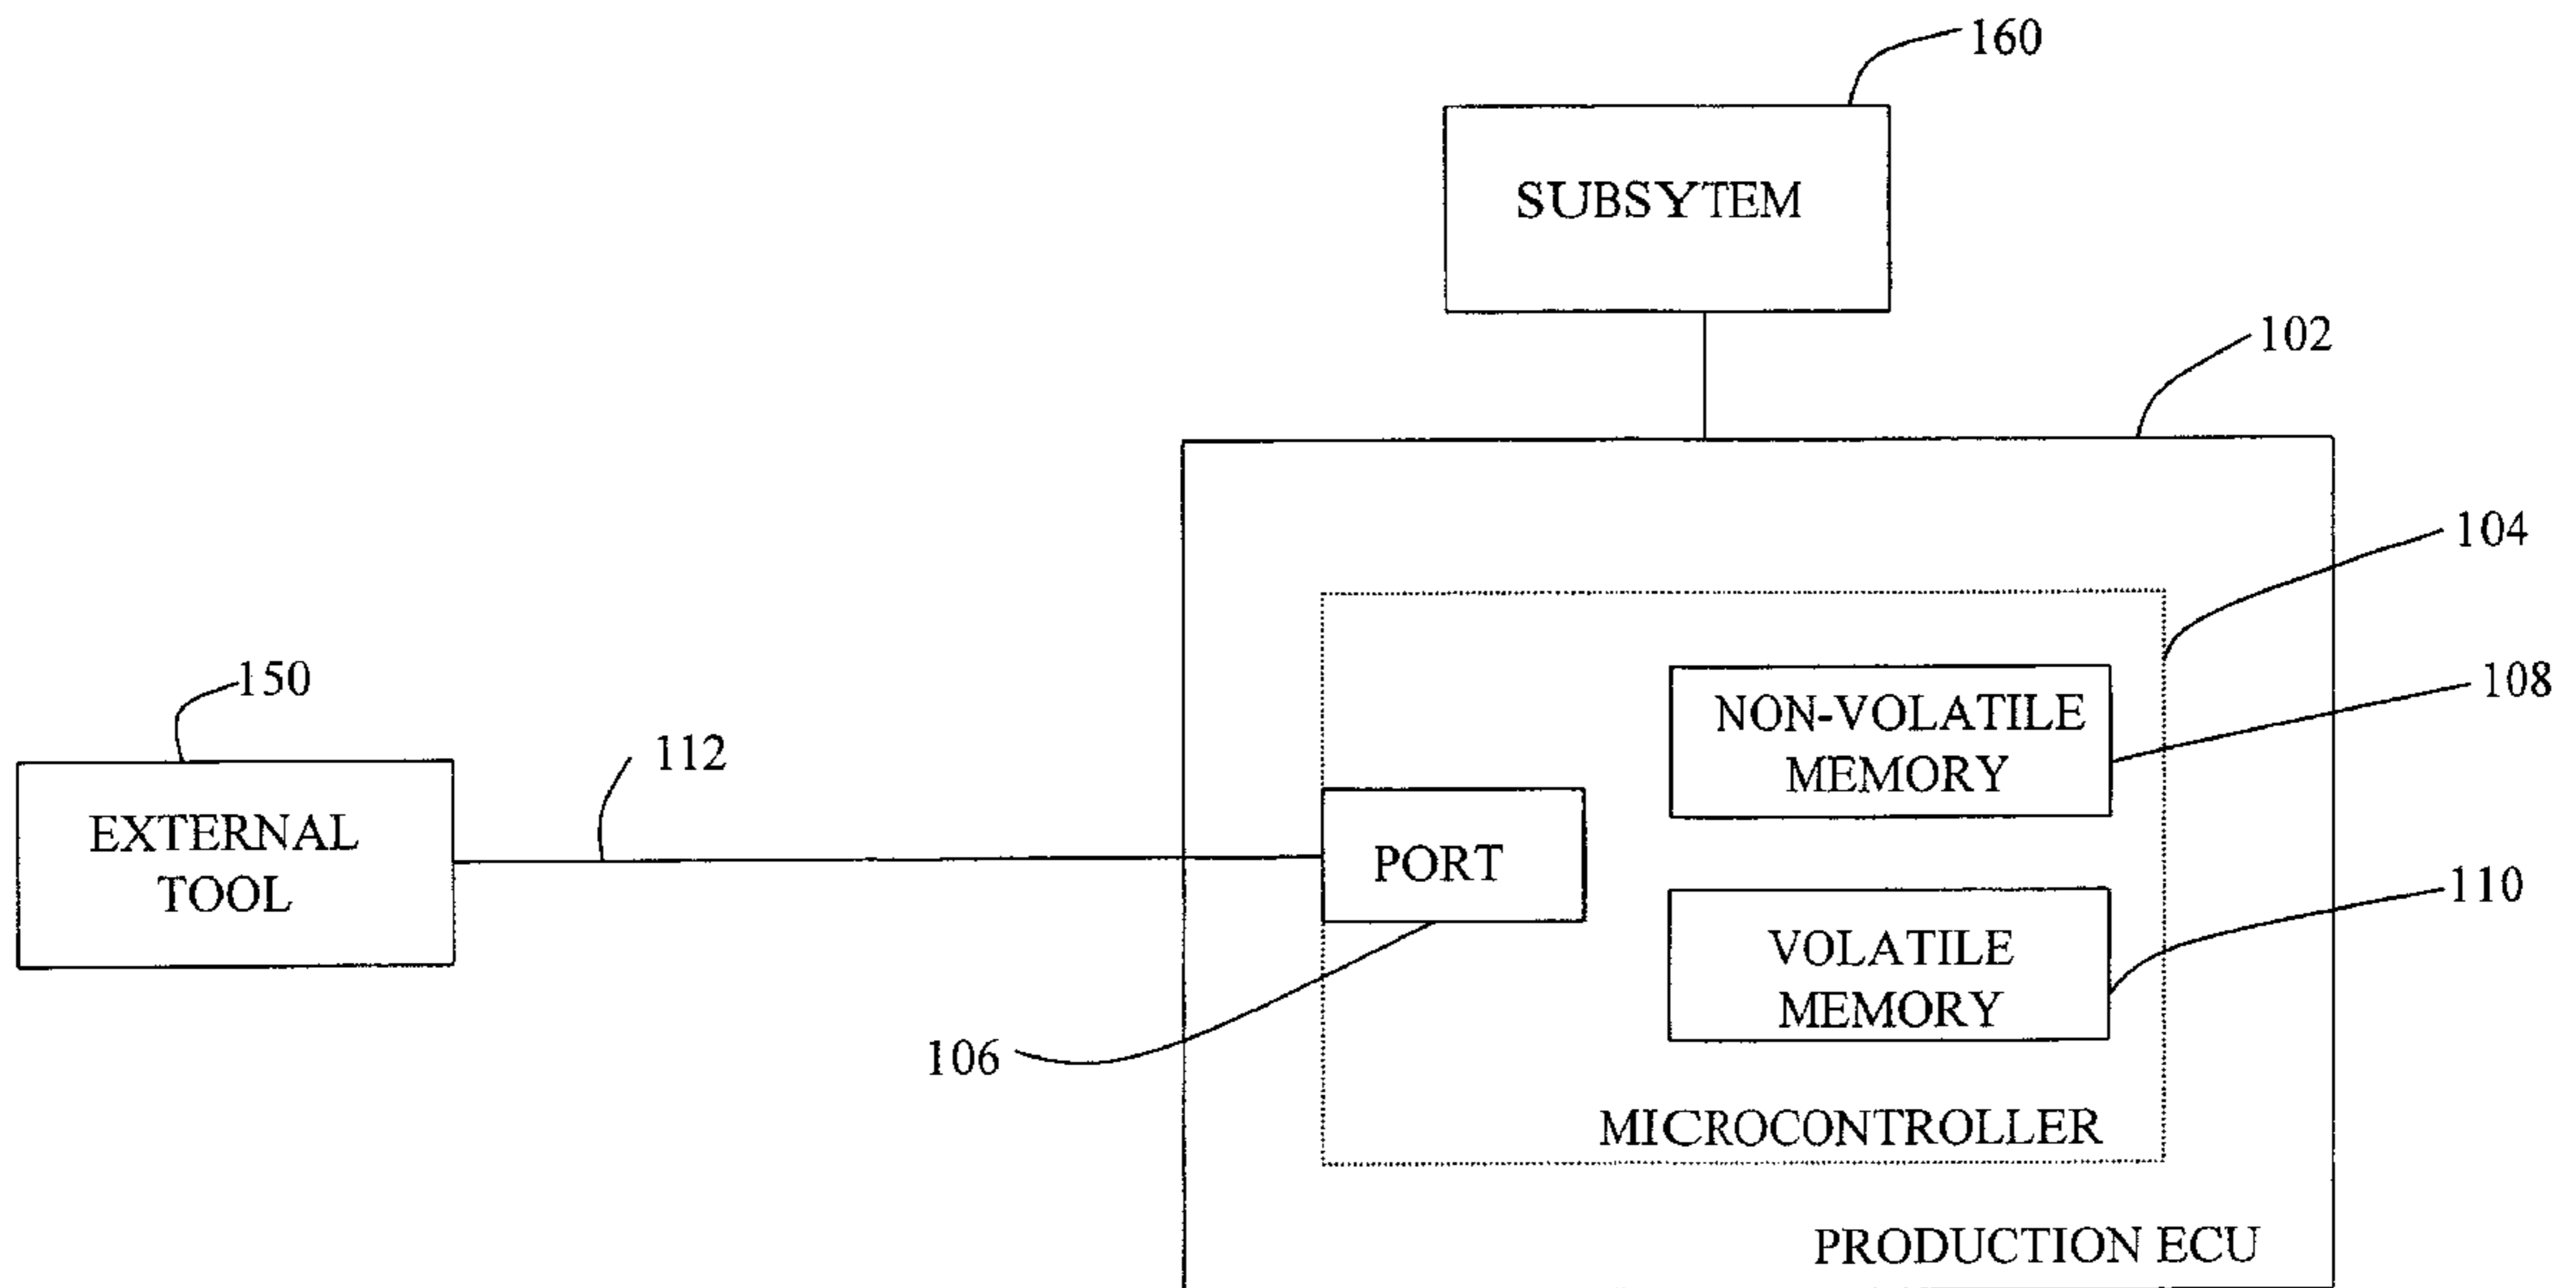 160
SUBSYTEM
102
104
150
NON-VOLATILE
MEMORY
108
112
EXTERNAL
TOOL
PORT
110
VOLATILE
MEMORY
106
MICROCONTROLLER
PRODUCTION ECU